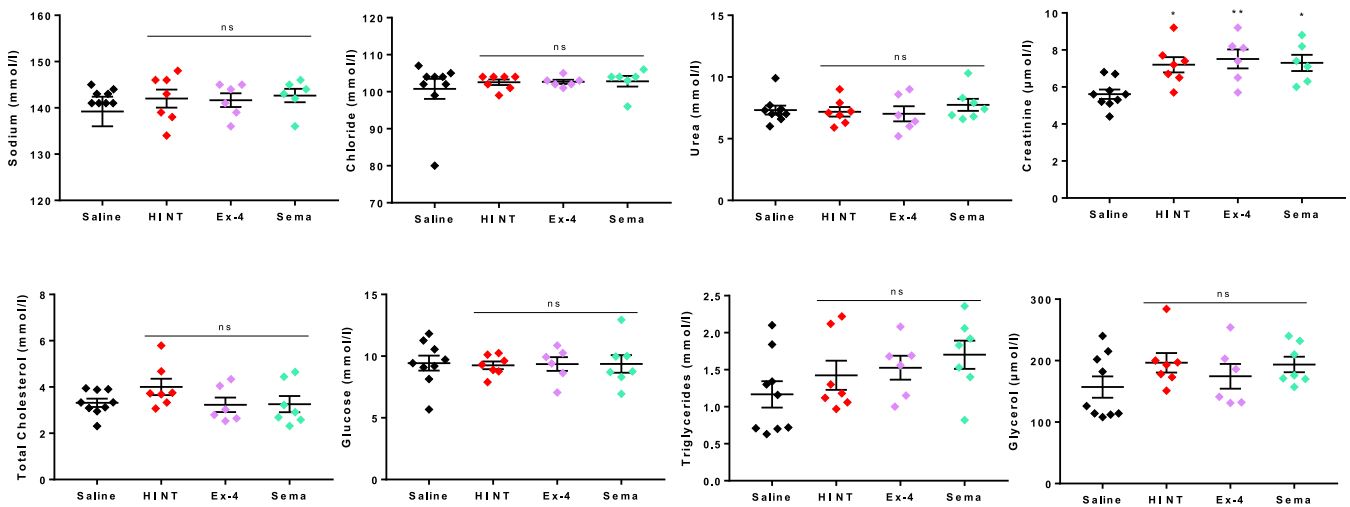 Sodium (mmol/l)
160
150
140
130
120
ns
Saline HINT Ex-4 Sema
Chloride (mmol/l)
120
110
100
90
80
70
ns
Saline HINT Ex-4 Sema
Urea (mmol/l)
15
10
5
0
ns
Saline HINT Ex-4 Sema
Creatinine (µmol/l)
10
8
6
4
2
0
* ** *
Saline HINT Ex-4 Sema
Total Cholesterol (mmol/l)
8
6
4
2
0
ns
Saline HINT Ex-4 Sema
Glucose (mmol/l)
15
10
5
0
ns
Saline HINT Ex-4 Sema
Triglycerides (mmol/l)
2.5
2.0
1.5
1.0
0.5
0.0
ns
Saline HINT Ex-4 Sema
Glycerol (µmol/l)
300
200
100
0
ns
Saline HINT Ex-4 Sema